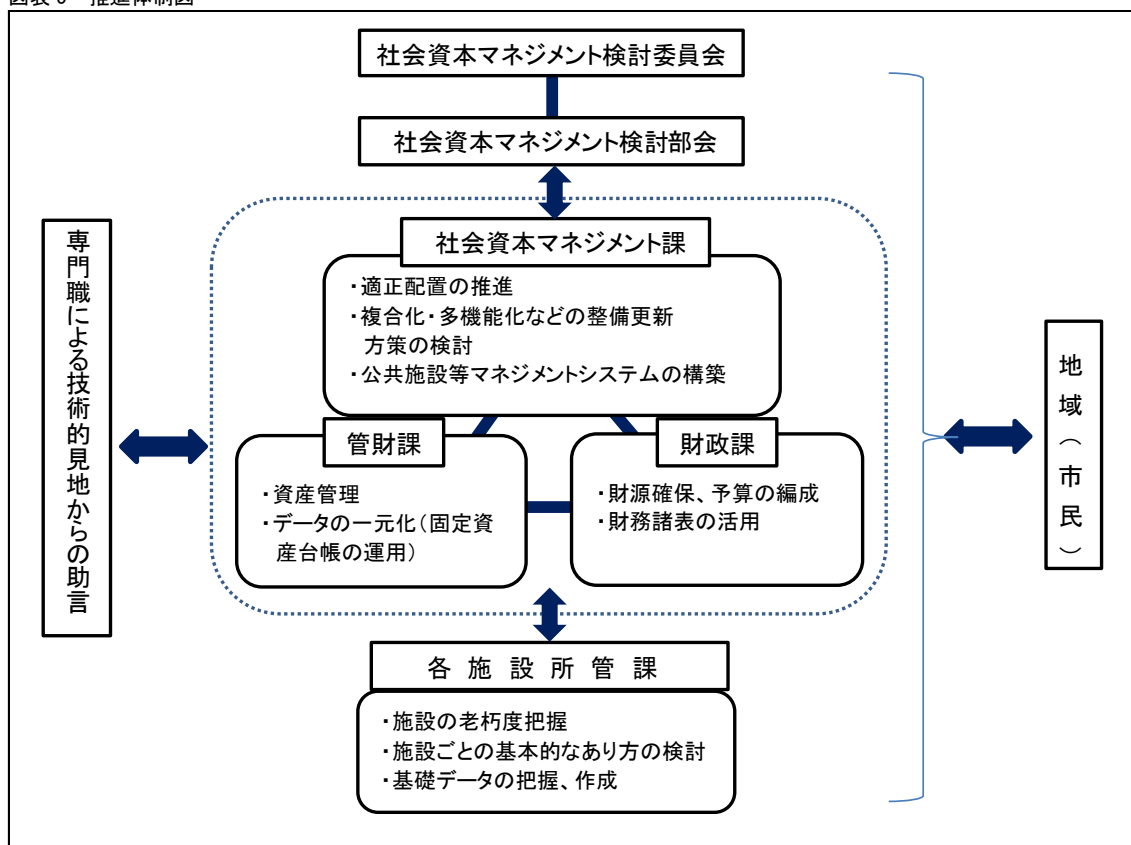 社会資本マネジメント検討委員会
社会資本マネジメント検討部会
専門職による技術的見地からの助言
社会資本マネジメント課
・適正配置の推進
・複合化・多機能化などの整備更新
方策の検討
・公共施設等マネジメントシステムの構築
管財課
・資産管理
・データの一元化（固定資
産台帳の運用）
財政課
・財源確保、予算の編成
・財務諸表の活用
各施設所管課
・施設の老朽度把握
・施設ごとの基本的なあり方の検討
・基礎データの把握、作成
地域（市民）